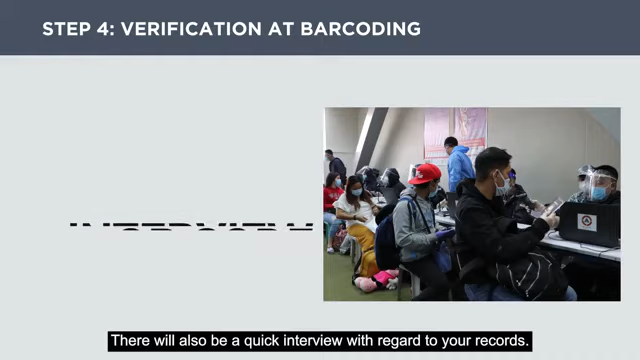 STEP 4: VERIFICATION AT BARCODING
There will also be a quick interview with regard to your records.